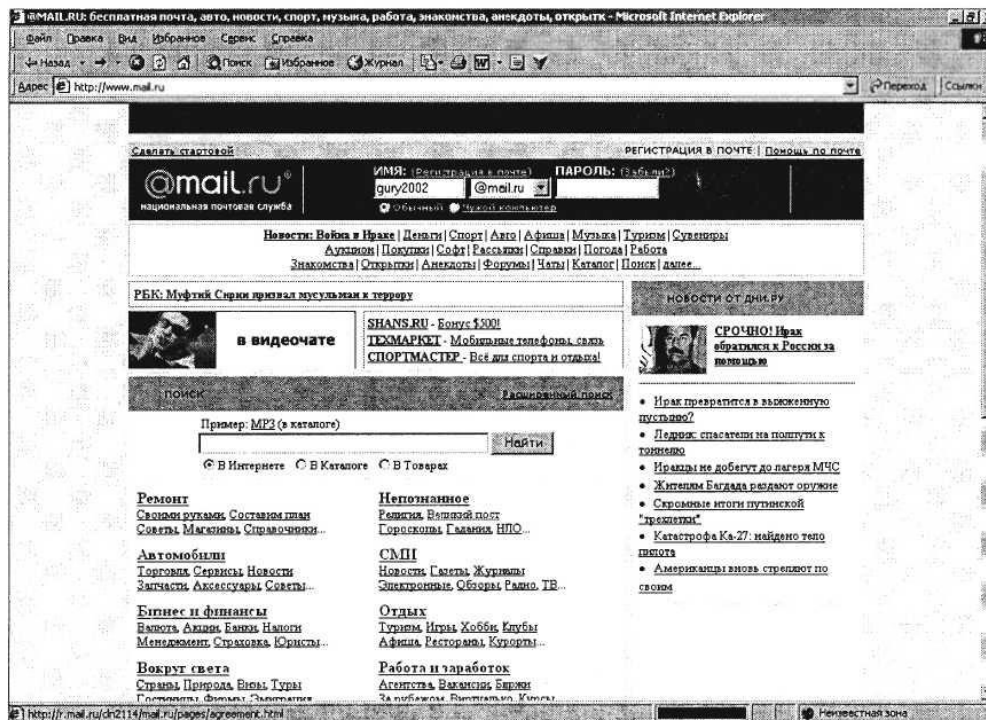 @MAIL.RU: бесплатная почта, авто, новости, спорт, музыка, работа, знакомства, анекдоты, открытк - Microsoft Internet Explorer
Файл Правка Вид Избранное Сервис Справка
Назад Поиск Избранное Журнал
Адрес http://www.mail.ru Переход Ссылки
Сделать стартовой РЕГИСТРАЦИЯ В ПОЧТЕ | Помощь по почте
@mail.ru® ИМЯ: (Регистрация в почте) ПАРОЛЬ: (Забыли?)
gury2002 @mail.ru
национальная почтовая служба Обычный Чужой компьютер
Новости: Война в Ираке | Деньги | Спорт | Авто | Афиша | Музыка | Туризм | Сувениры
Аукцион | Покупки | Софт | Рассылки | Справки | Погода | Работа
Знакомства | Открытки | Анекдоты | Форумы | Чаты | Каталог | Поиск | далее...
РБК: Муфтий Сирии призвал мусульман к террору
в видеочате
SHANS.RU - Бонус $500!
ТЕХМАРКЕТ - Мобильные телефоны, связь
СПОРТМАСТЕР - Всё для спорта и отдыха!
ПОИСК Расширенный поиск
Пример: MP3 (в каталоге)
Найти
В Интернете В Каталоге В Товарах
Ремонт
Своими руками, Составим план
Советы, Магазины, Справочники...
Автомобили
Торговля, Сервисы, Новости
Запчасти, Аксессуары, Советы...
Бизнес и финансы
Валюта, Акции, Банки, Налоги
Менеджмент, Страховка, Юристы...
Вокруг света
Страны, Природа, Визы, Туры
Гостиницы, Фирмы, Эмиграция
Непознанное
Религия, Великий пост
Гороскопы, Гадания, НЛО...
СМИ
Новости, Газеты, Журналы
Электронные, Обзоры, Радио, ТВ...
Отдых
Туризм, Игры, Хобби, Клубы
Афиша, Рестораны, Курорты...
Работа и заработок
Агентства, Вакансии, Биржи
За рубежом, Виртуально, Курсы
НОВОСТИ ОТ ДНИ.РУ
СРОЧНО! Ирак
обратился к России за
помощью
Ирак превратится в выжженную
пустыню?
Ледник: спасатели на полпути к
тоннелю
Иракцы не добегут до лагеря МЧС
Жителям Багдада раздают оружие
Скромные итоги путинской
"трехлетки"
Катастрофа Ка-27: найдено тело
пилота
Американцы вновь стреляют по
своим
http://r.mail.ru/cln2114/mail.ru/pages/agreement.html Неизвестная зона